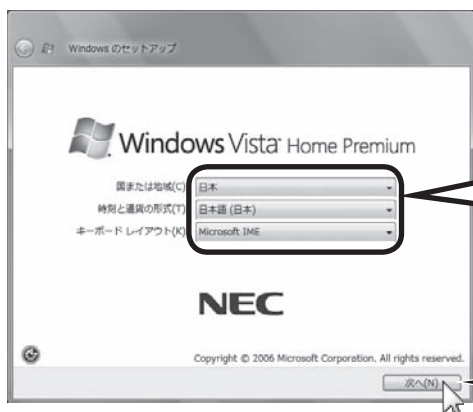 Windows のセットアップ
Windows Vista™ Home Premium
国または地域(C) 日本
時刻と通貨の形式(T) 日本語 (日本)
キーボード レイアウト(K) Microsoft IME
NEC
Copyright © 2006 Microsoft Corporation. All rights reserved.
次へ(N)